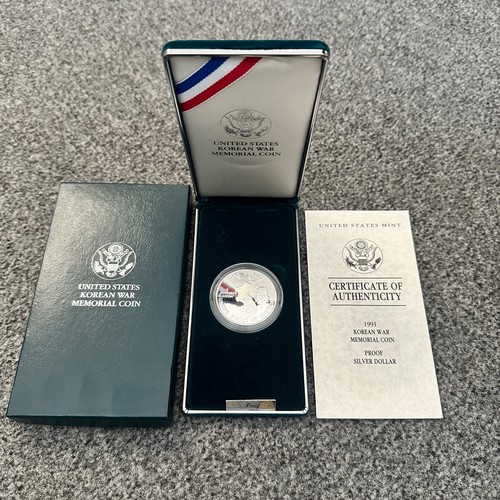 UNITED STATES
KOREAN WAR
MEMORIAL COIN
UNITED STATES
KOREAN WAR
MEMORIAL COIN
Proof
UNITED STATES MINT
CERTIFICATE OF
AUTHENTICITY
1991
KOREAN WAR
MEMORIAL COIN
PROOF
SILVER DOLLAR